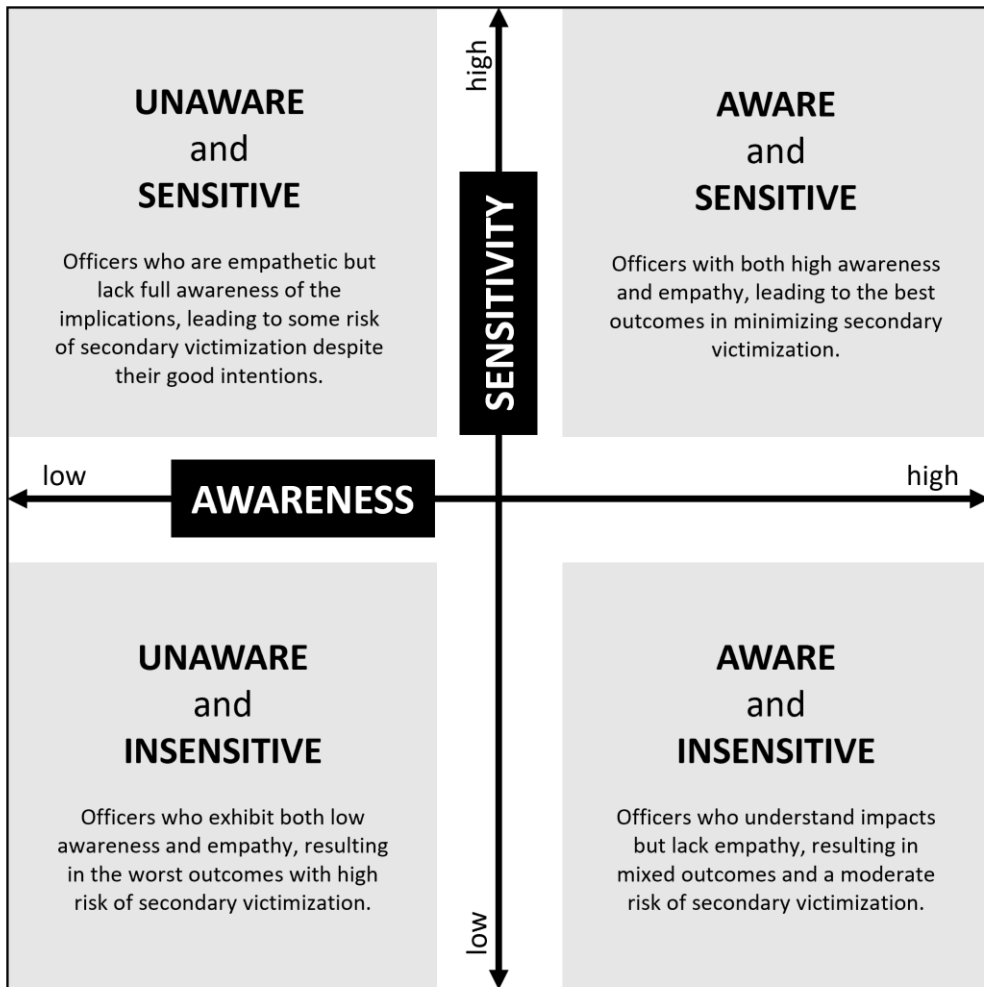 UNAWARE
and
SENSITIVE
Officers who are empathetic but
lack full awareness of the
implications, leading to some risk
of secondary victimization despite
their good intentions.
high
SENSITIVITY
AWARE
and
SENSITIVE
Officers with both high awareness
and empathy, leading to the best
outcomes in minimizing secondary
victimization.
low
AWARENESS
high
UNAWARE
and
INSENSITIVE
Officers who exhibit both low
awareness and empathy, resulting
in the worst outcomes with high
risk of secondary victimization.
low
AWARE
and
INSENSITIVE
Officers who understand impacts
but lack empathy, resulting in
mixed outcomes and a moderate
risk of secondary victimization.